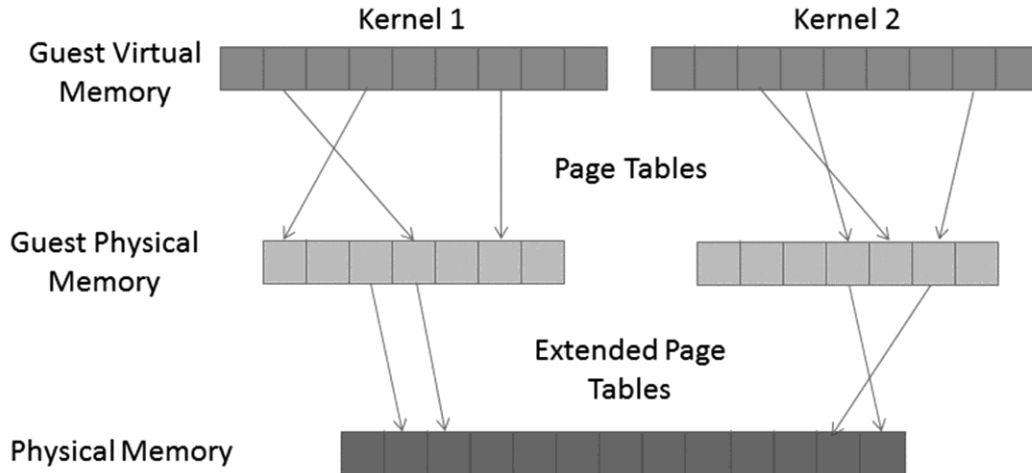 Kernel 1
Kernel 2
Guest Virtual
Memory
Page Tables
Guest Physical
Memory
Extended Page
Tables
Physical Memory